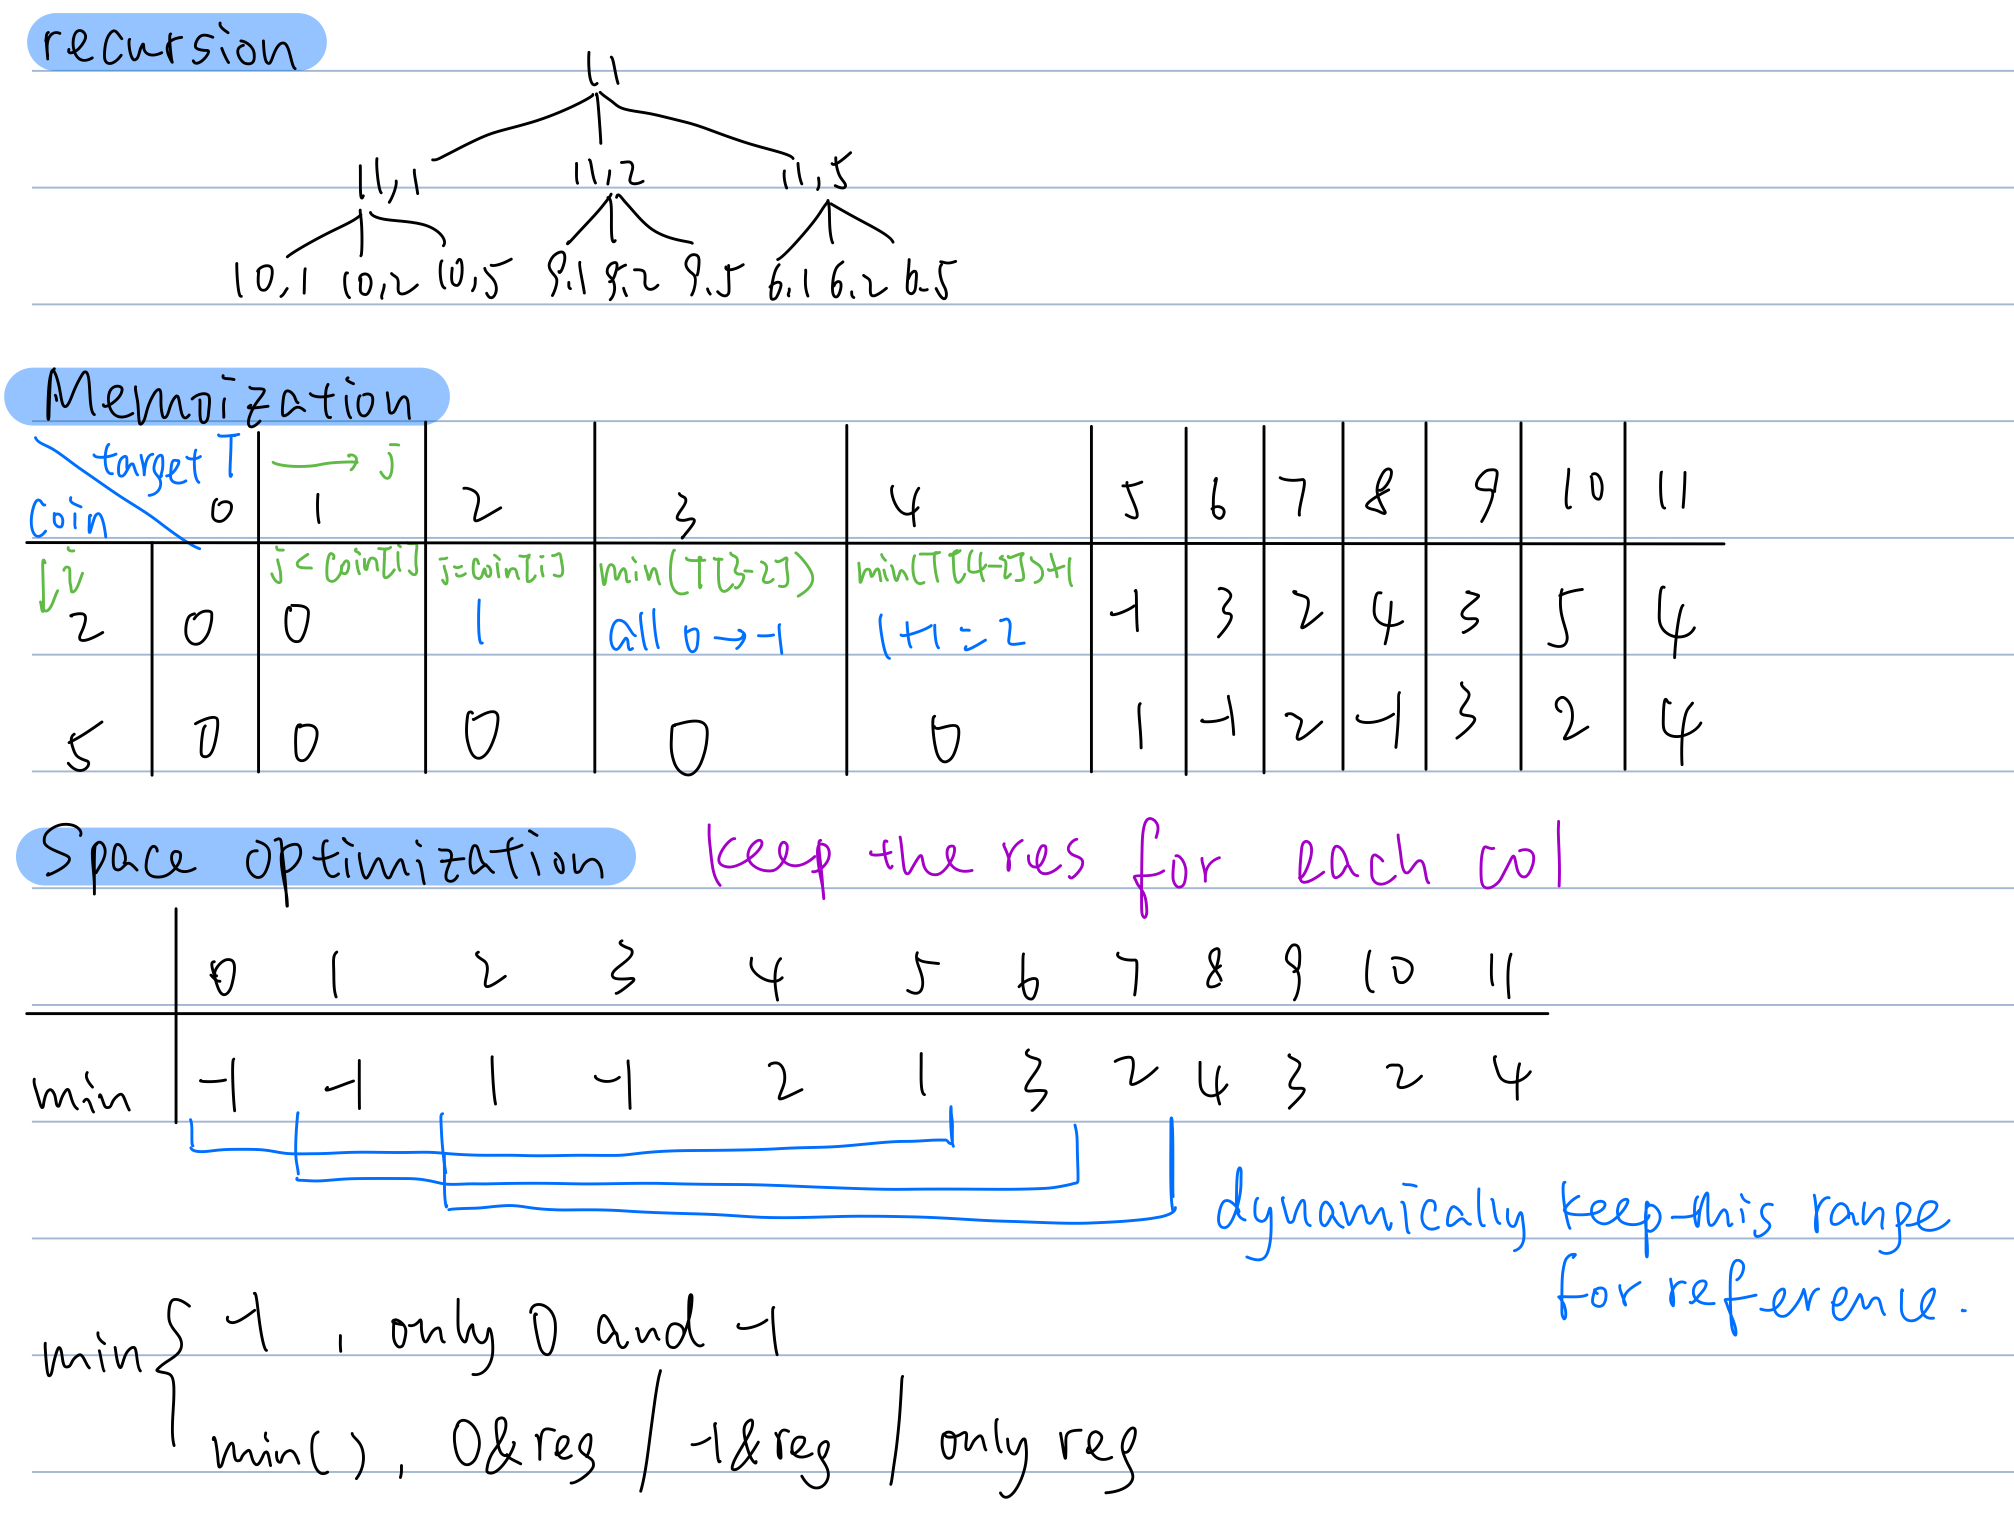 recursion
11
11,1 11,2 11,5
10,1 10,2 10,5 9.1 9.2 9.5 6.1 6.2 6.5
Memoization
target T → j
coin 0 1 2 3 4 5 6 7 8 9 10 11
↓i j < coin[i] j=coin[i] min(T[3-2]) min(T[4-2])+1
2 0 0 1 all 0 → -1 1+1=2 -1 3 2 4 3 5 4
5 0 0 0 0 0 1 -1 2 -1 3 2 4
Space optimization keep the res for each col
0 1 2 3 4 5 6 7 8 9 10 11
min -1 -1 1 -1 2 1 3 2 4 3 2 4
dynamically keep this range
for reference.
min { -1 , only 0 and -1
min(), 0&reg / -1&reg / only reg